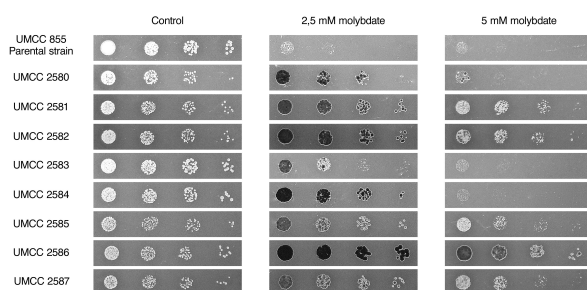 Control 2,5 mM molybdate 5 mM molybdate
UMCC 855
Parental strain
UMCC 2580
UMCC 2581
UMCC 2582
UMCC 2583
UMCC 2584
UMCC 2585
UMCC 2586
UMCC 2587